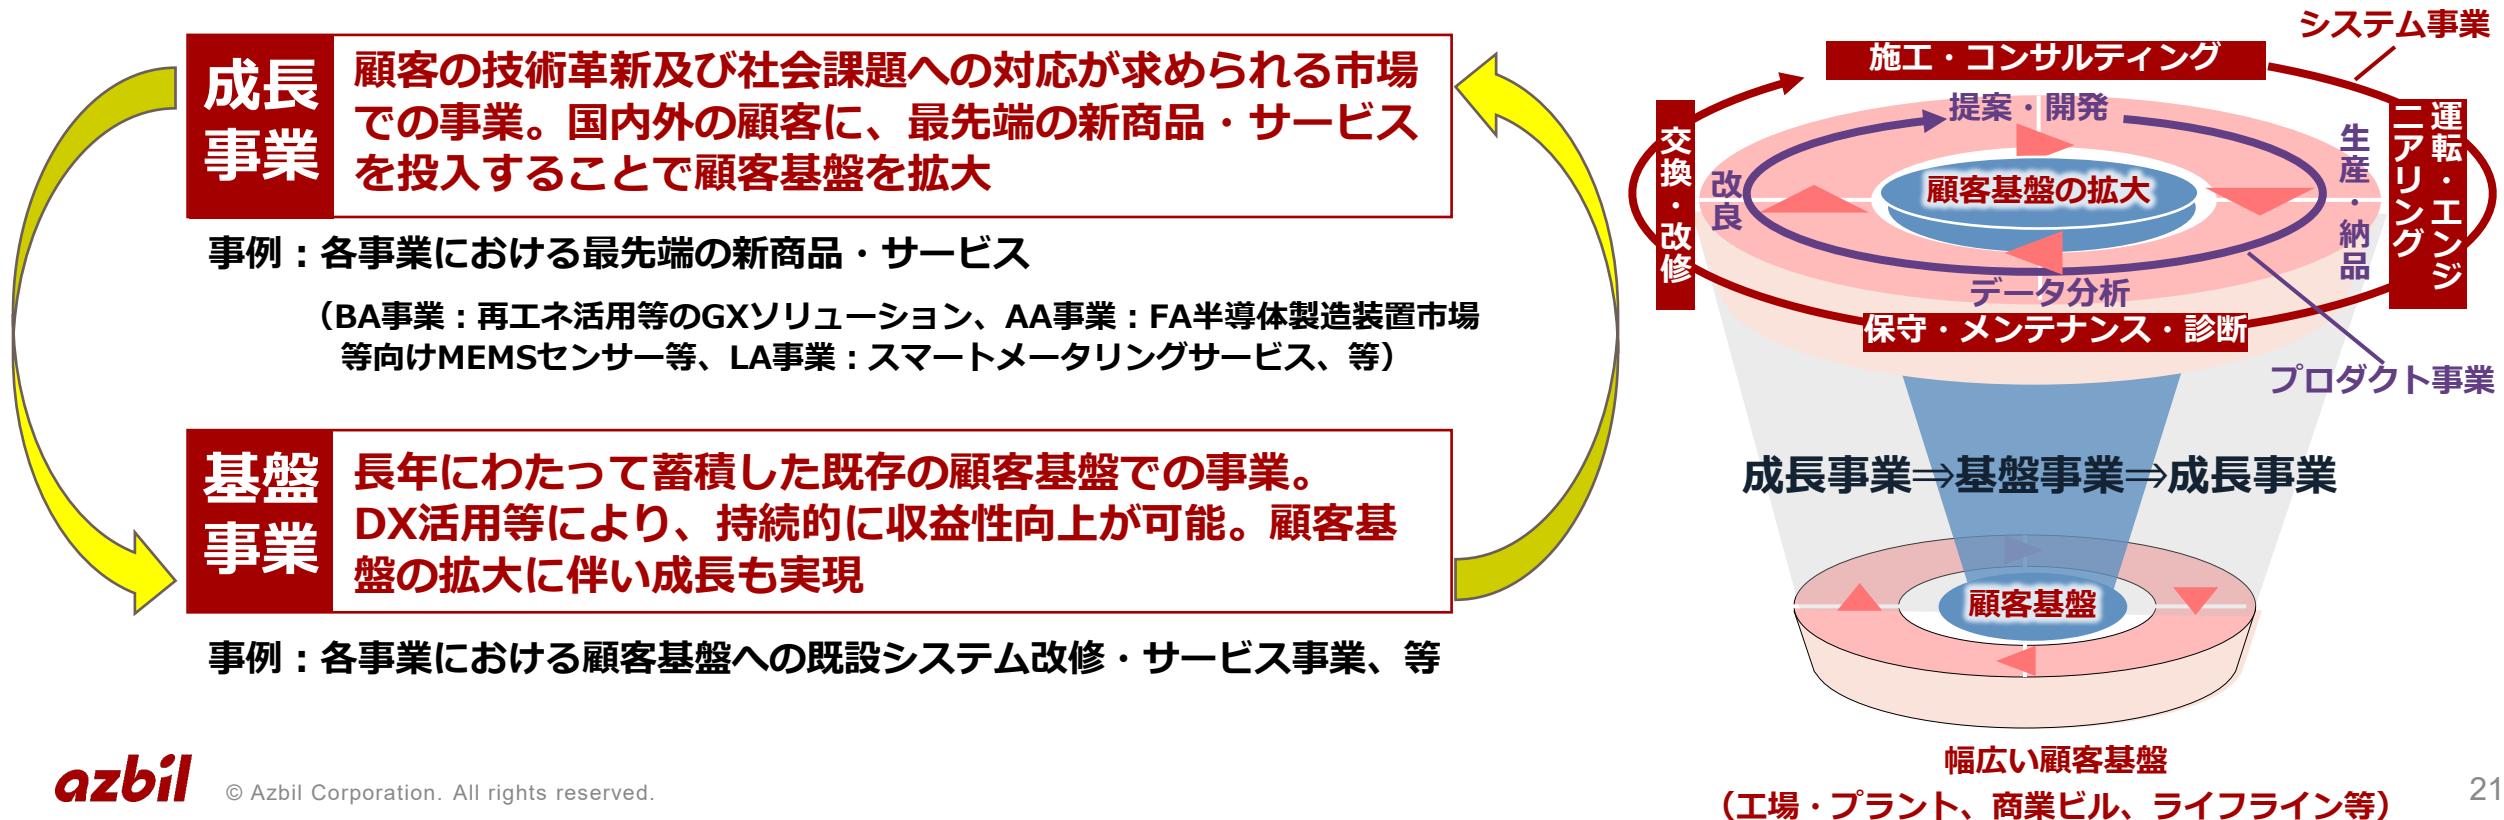 成長
事業
顧客の技術革新及び社会課題への対応が求められる市場
での事業。国内外の顧客に、最先端の新商品・サービス
を投入することで顧客基盤を拡大
事例：各事業における最先端の新商品・サービス
（BA事業：再エネ活用等のGXソリューション、AA事業：FA半導体製造装置市場
等向けMEMSセンサー等、LA事業：スマートメータリングサービス、等）
基盤
事業
長年にわたって蓄積した既存の顧客基盤での事業。
DX活用等により、持続的に収益性向上が可能。顧客基
盤の拡大に伴い成長も実現
事例：各事業における顧客基盤への既設システム改修・サービス事業、等
システム事業
施工・コンサルティング
提案・開発
交換・改修
改良
顧客基盤の拡大
生産・納品
運転・エンジ
ニアリング
データ分析
保守・メンテナンス・診断
プロダクト事業
成長事業⇒基盤事業⇒成長事業
顧客基盤
幅広い顧客基盤
（工場・プラント、商業ビル、ライフライン等）
azbil
© Azbil Corporation. All rights reserved.
21